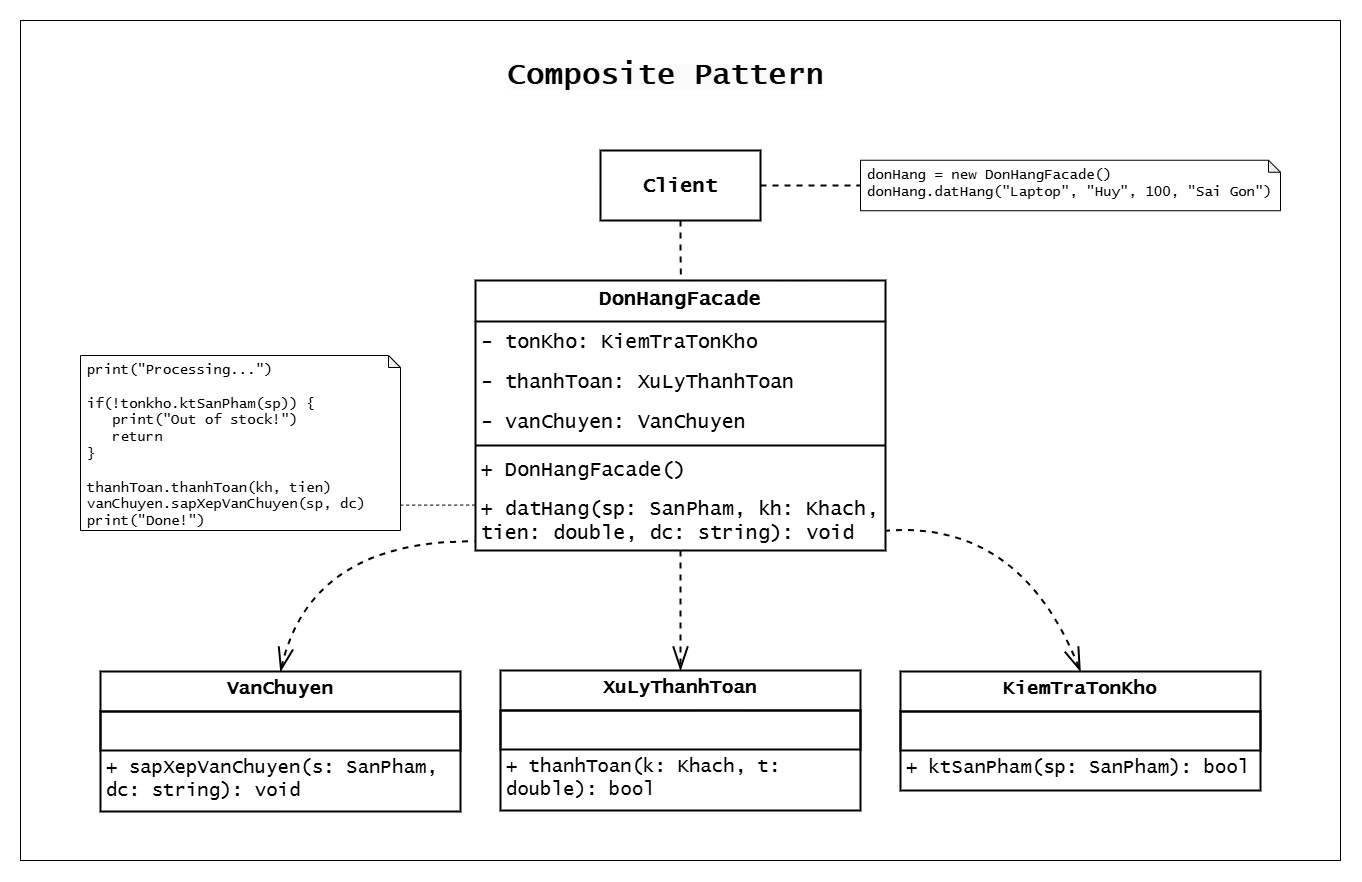 Composite Pattern
Client
donHang = new DonHangFacade()
donHang.datHang("Laptop", "Huy", 100, "Sai Gon")
DonHangFacade
- tonKho: KiemTraTonKho
- thanhToan: XuLyThanhToan
- vanChuyen: VanChuyen
+ DonHangFacade()
+ datHang(sp: SanPham, kh: Khach,
tien: double, dc: string): void
print("Processing...")
if(!tonkho.ktSanPham(sp)) {
print("Out of stock!")
return
}
thanhToan.thanhToan(kh, tien)
vanChuyen.sapXepVanChuyen(sp, dc)
print("Done!")
VanChuyen
+ sapXepVanChuyen(s: SanPham,
dc: string): void
XuLyThanhToan
+ thanhToan(k: Khach, t:
double): bool
KiemTraTonKho
+ ktSanPham(sp: SanPham): bool